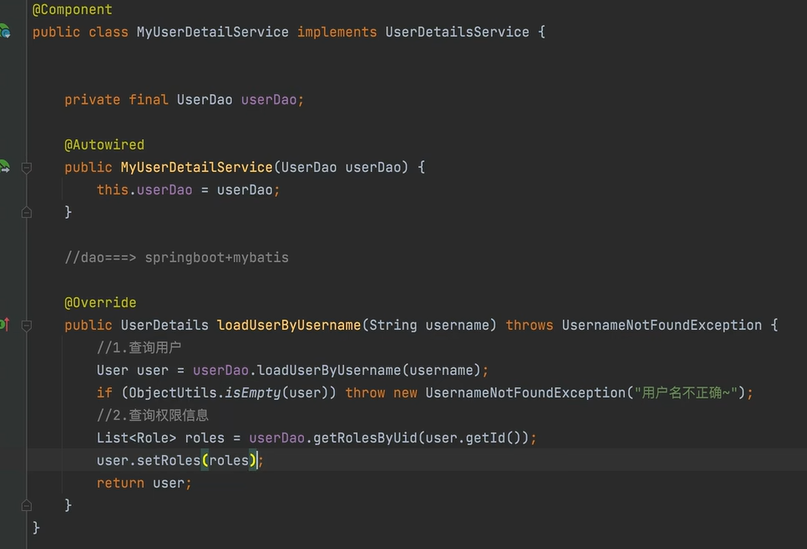 @Component
public class MyUserDetailService implements UserDetailsService {
private final UserDao userDao;
@Autowired
public MyUserDetailService(UserDao userDao) {
this.userDao = userDao;
}
//dao===> springboot+mybatis
@Override
public UserDetails loadUserByUsername(String username) throws UsernameNotFoundException {
//1.查询用户
User user = userDao.loadUserByUsername(username);
if (ObjectUtils.isEmpty(user)) throw new UsernameNotFoundException("用户名不正确~");
//2.查询权限信息
List<Role> roles = userDao.getRolesByUid(user.getId());
user.setRoles(roles);
return user;
}
}